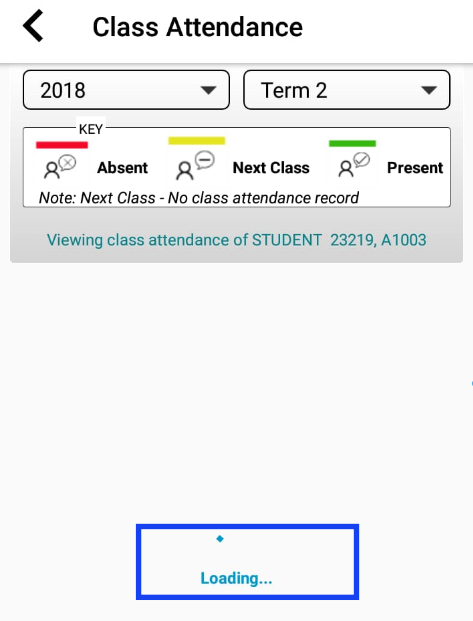 Class Attendance
2018 Term 2
KEY
Absent Next Class Present
Note: Next Class - No class attendance record
Viewing class attendance of STUDENT 23219, A1003
Loading...